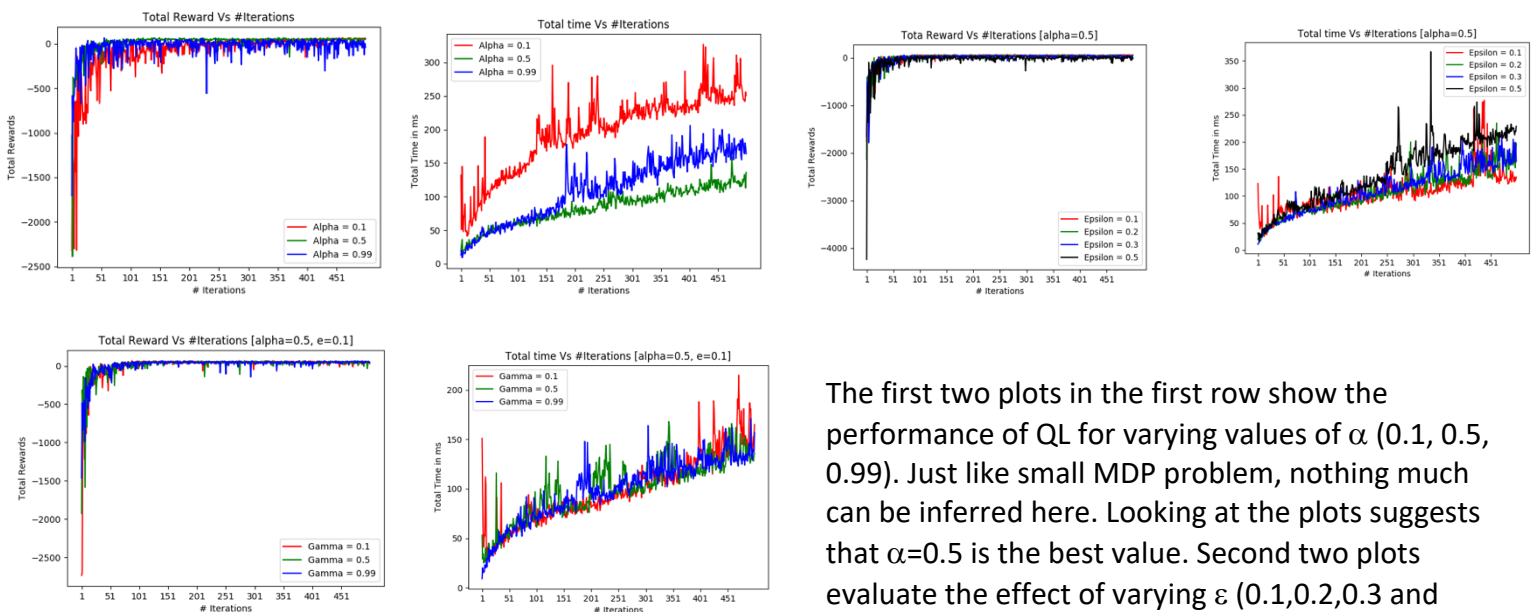 Total Reward Vs #Iterations
0
−500
−1000
−1500
−2000
−2500
Total Rewards
Alpha = 0.1
Alpha = 0.5
Alpha = 0.99
1 51 101 151 201 251 301 351 401 451
# Iterations
Total time Vs #Iterations
Alpha = 0.1
Alpha = 0.5
Alpha = 0.99
300
250
200
150
100
50
0
Total Time in ms
1 51 101 151 201 251 301 351 401 451
# Iterations
Tota Reward Vs #Iterations [alpha=0.5]
0
−1000
−2000
−3000
−4000
Total Rewards
Epsilon = 0.1
Epsilon = 0.2
Epsilon = 0.3
Epsilon = 0.5
1 51 101 151 201 251 301 351 401 451
# Iterations
Total time Vs #Iterations [alpha=0.5]
Epsilon = 0.1
Epsilon = 0.2
Epsilon = 0.3
Epsilon = 0.5
350
300
250
200
150
100
50
0
Total Time in ms
1 51 101 151 201 251 301 351 401 451
# Iterations
Total Reward Vs #Iterations [alpha=0.5, e=0.1]
0
−500
−1000
−1500
−2000
−2500
Total Rewards
Gamma = 0.1
Gamma = 0.5
Gamma = 0.99
1 51 101 151 201 251 301 351 401 451
# Iterations
Total time Vs #Iterations [alpha=0.5, e=0.1]
Gamma = 0.1
Gamma = 0.5
Gamma = 0.99
200
150
100
50
0
Total Time in ms
1 51 101 151 201 251 301 351 401 451
# Iterations
The first two plots in the first row show the
performance of QL for varying values of α (0.1, 0.5,
0.99). Just like small MDP problem, nothing much
can be inferred here. Looking at the plots suggests
that α=0.5 is the best value. Second two plots
evaluate the effect of varying ε (0.1,0.2,0.3 and